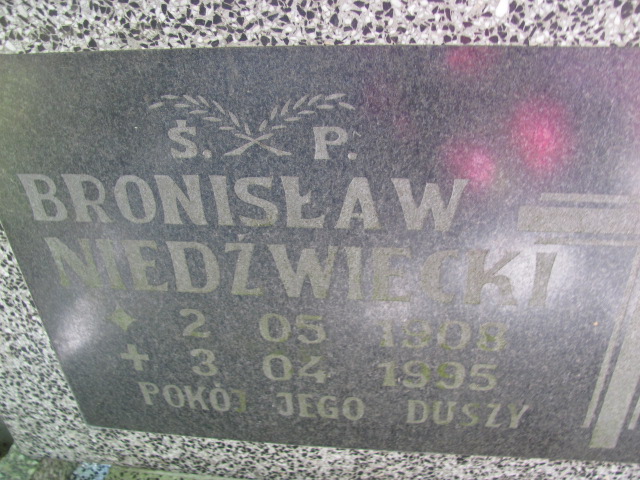 Ś. P.
BRONISŁAW
NIEDŹWIECKI
2 05 1908
+ 3 04 1995
POKÓJ JEGO DUSZY